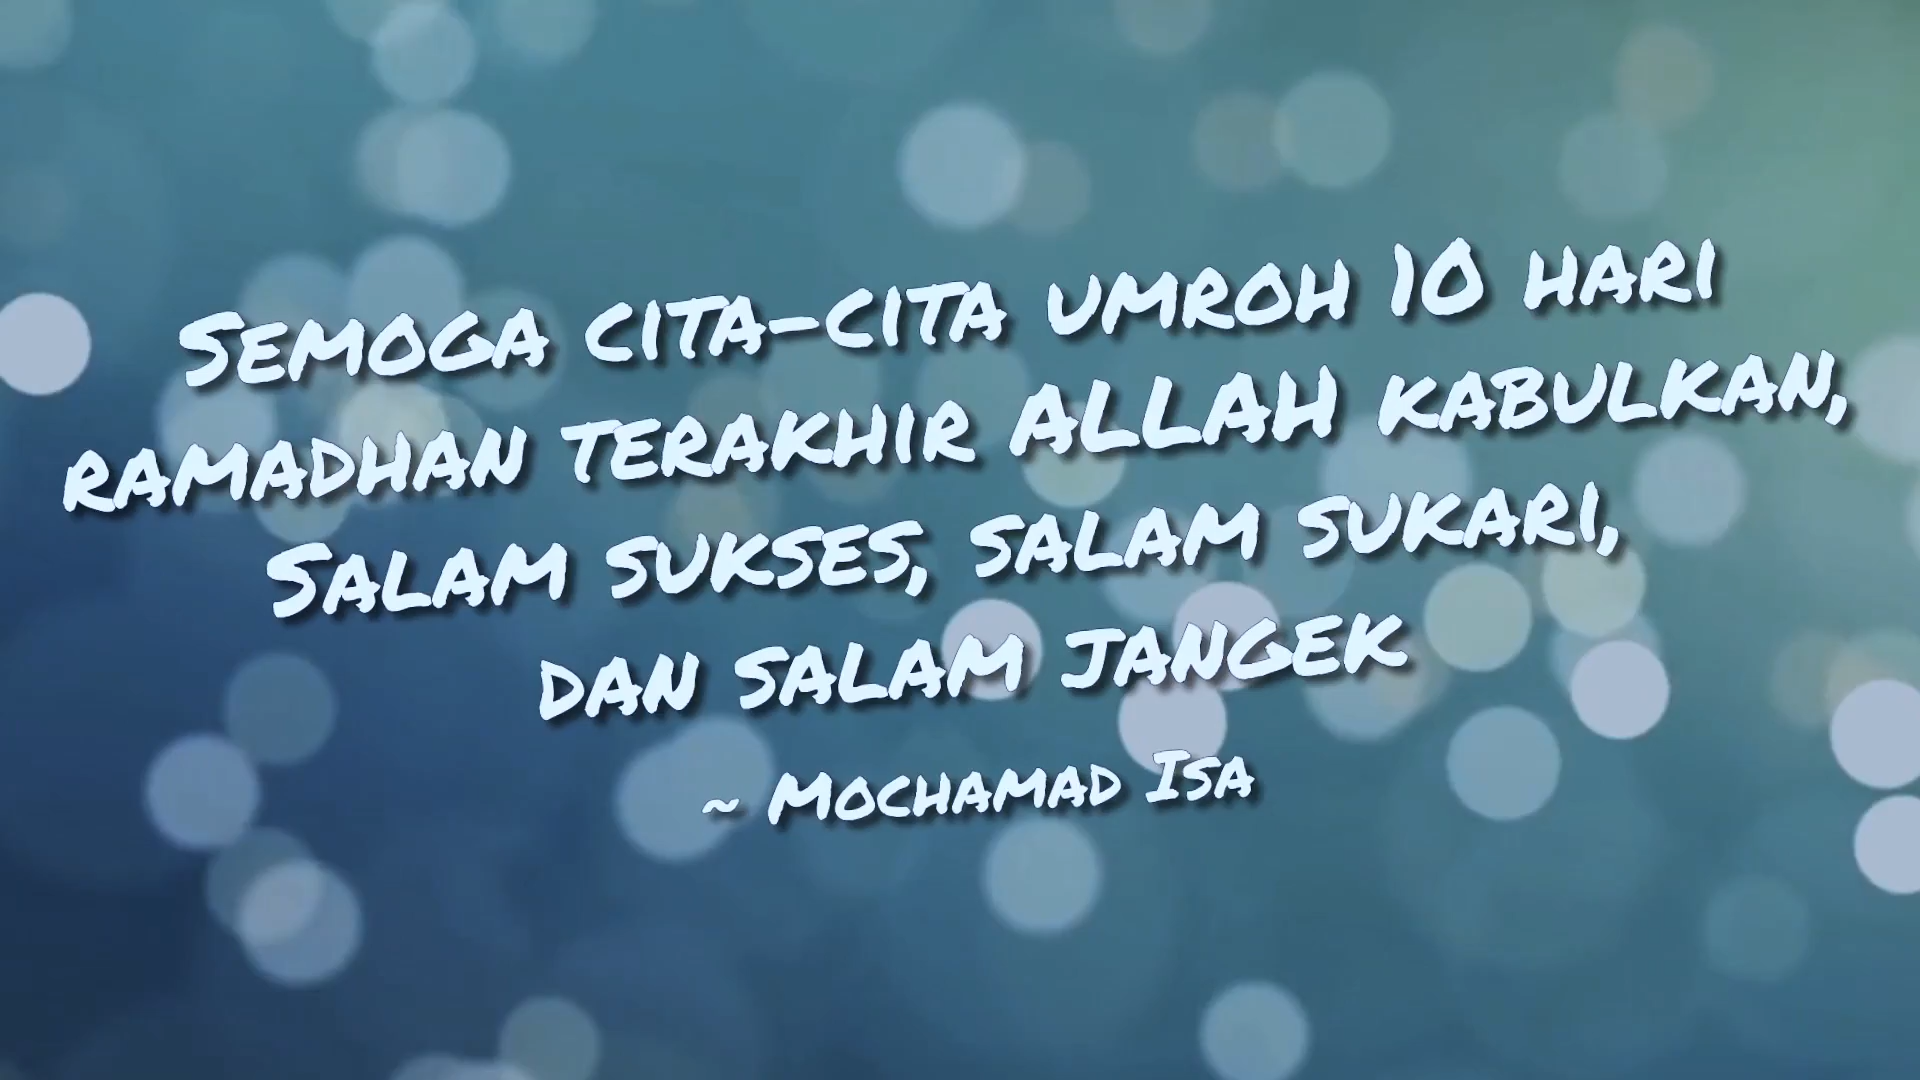 Semoga cita-cita umroh 10 hari
ramadhan terakhir ALLAH kabulkan,
Salam sukses, salam sukari,
dan salam jangek
~ Mochamad Isa